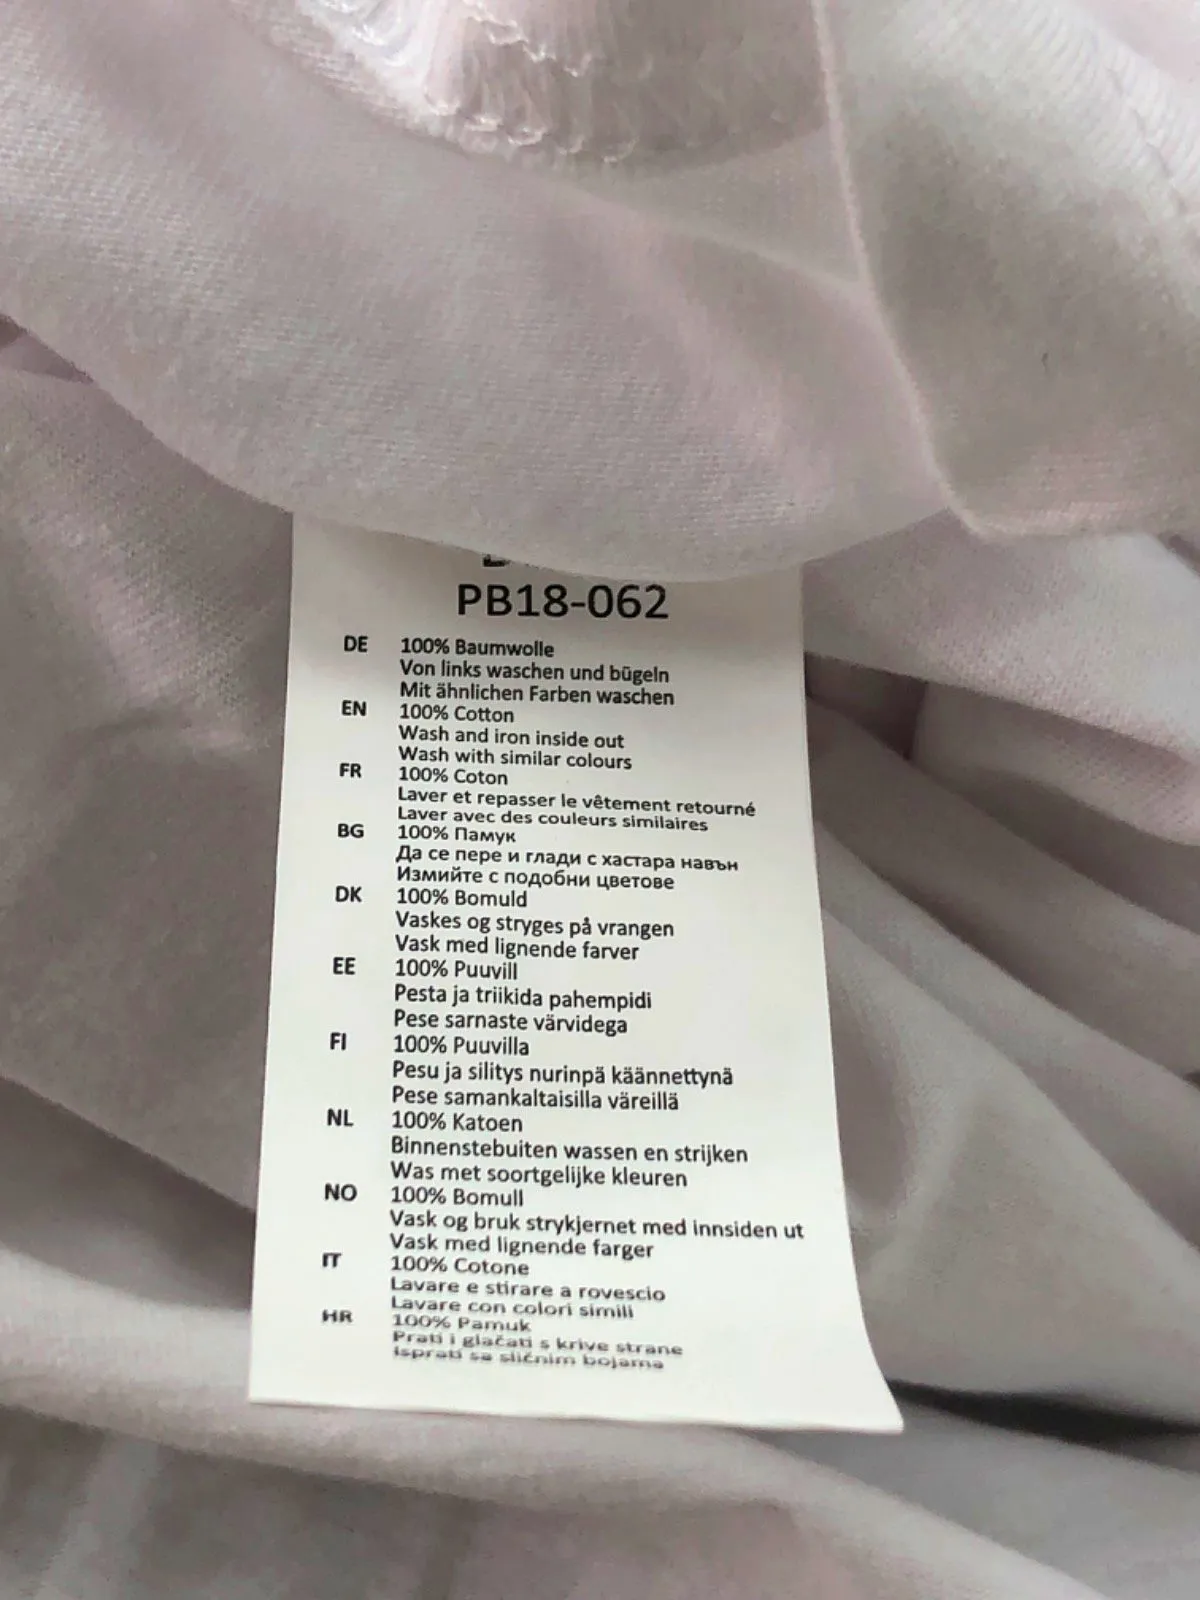 PB18-062
DE 100% Baumwolle
Von links waschen und bügeln
Mit ähnlichen Farben waschen
EN 100% Cotton
Wash and iron inside out
Wash with similar colours
FR 100% Coton
Laver et repasser le vêtement retourné
Laver avec des couleurs similaires
BG 100% Памук
Да се пере и глади с хастара навън
Измийте с подобни цветове
DK 100% Bomuld
Vaskes og stryges på vrangen
Vask med lignende farver
EE 100% Puuvill
Pesta ja triikida pahempidi
Pese sarnaste värvidega
FI 100% Puuvilla
Pesu ja silitys nurinpä käännettynä
Pese samankaltaisilla väreillä
NL 100% Katoen
Binnenstebuiten wassen en strijken
Was met soortgelijke kleuren
NO 100% Bomull
Vask og bruk strykjernet med innsiden ut
Vask med lignende farger
IT 100% Cotone
Lavare e stirare a rovescio
Lavare con colori simili
HR 100% Pamuk
Prati i glačati s krive strane
Isprati sa sličnim bojama